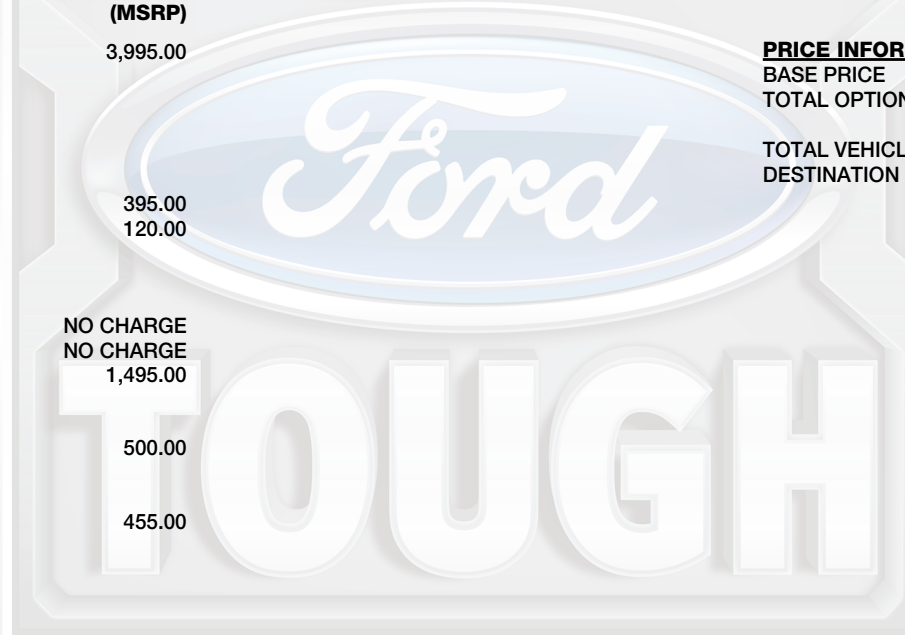 (MSRP)
3,995.00
395.00
120.00
NO CHARGE
NO CHARGE
1,495.00
500.00
455.00
PRICE INFOR
BASE PRICE
TOTAL OPTION
TOTAL VEHICL
DESTINATION
Ford
TOUGH